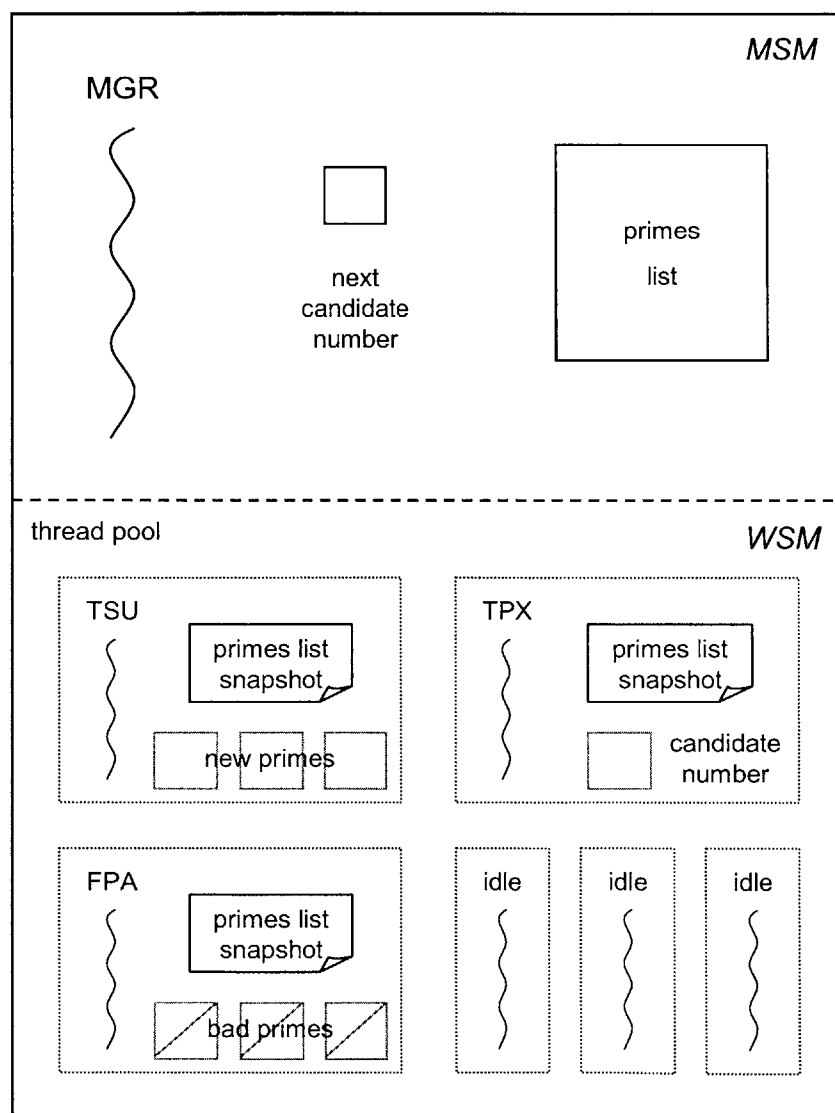 MSM
MGR
next
candidate
number
primes
list
thread pool
WSM
TSU
primes list
snapshot
new primes
TPX
primes list
snapshot
candidate
number
FPA
primes list
snapshot
bad primes
idle
idle
idle